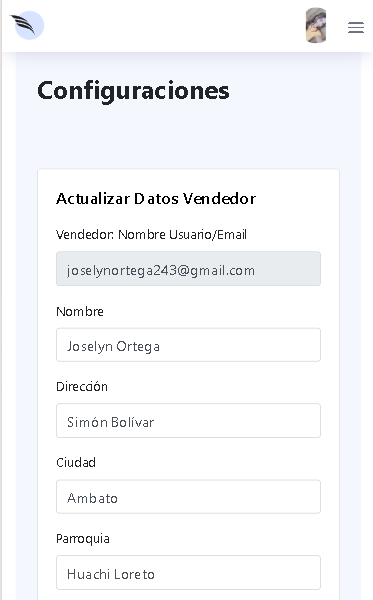 Configuraciones
Actualizar Datos Vendedor
Vendedor: Nombre Usuario/Email
joselynortega243@gmail.com
Nombre
Joselyn Ortega
Dirección
Simón Bolívar
Ciudad
Ambato
Parroquia
Huachi Loreto